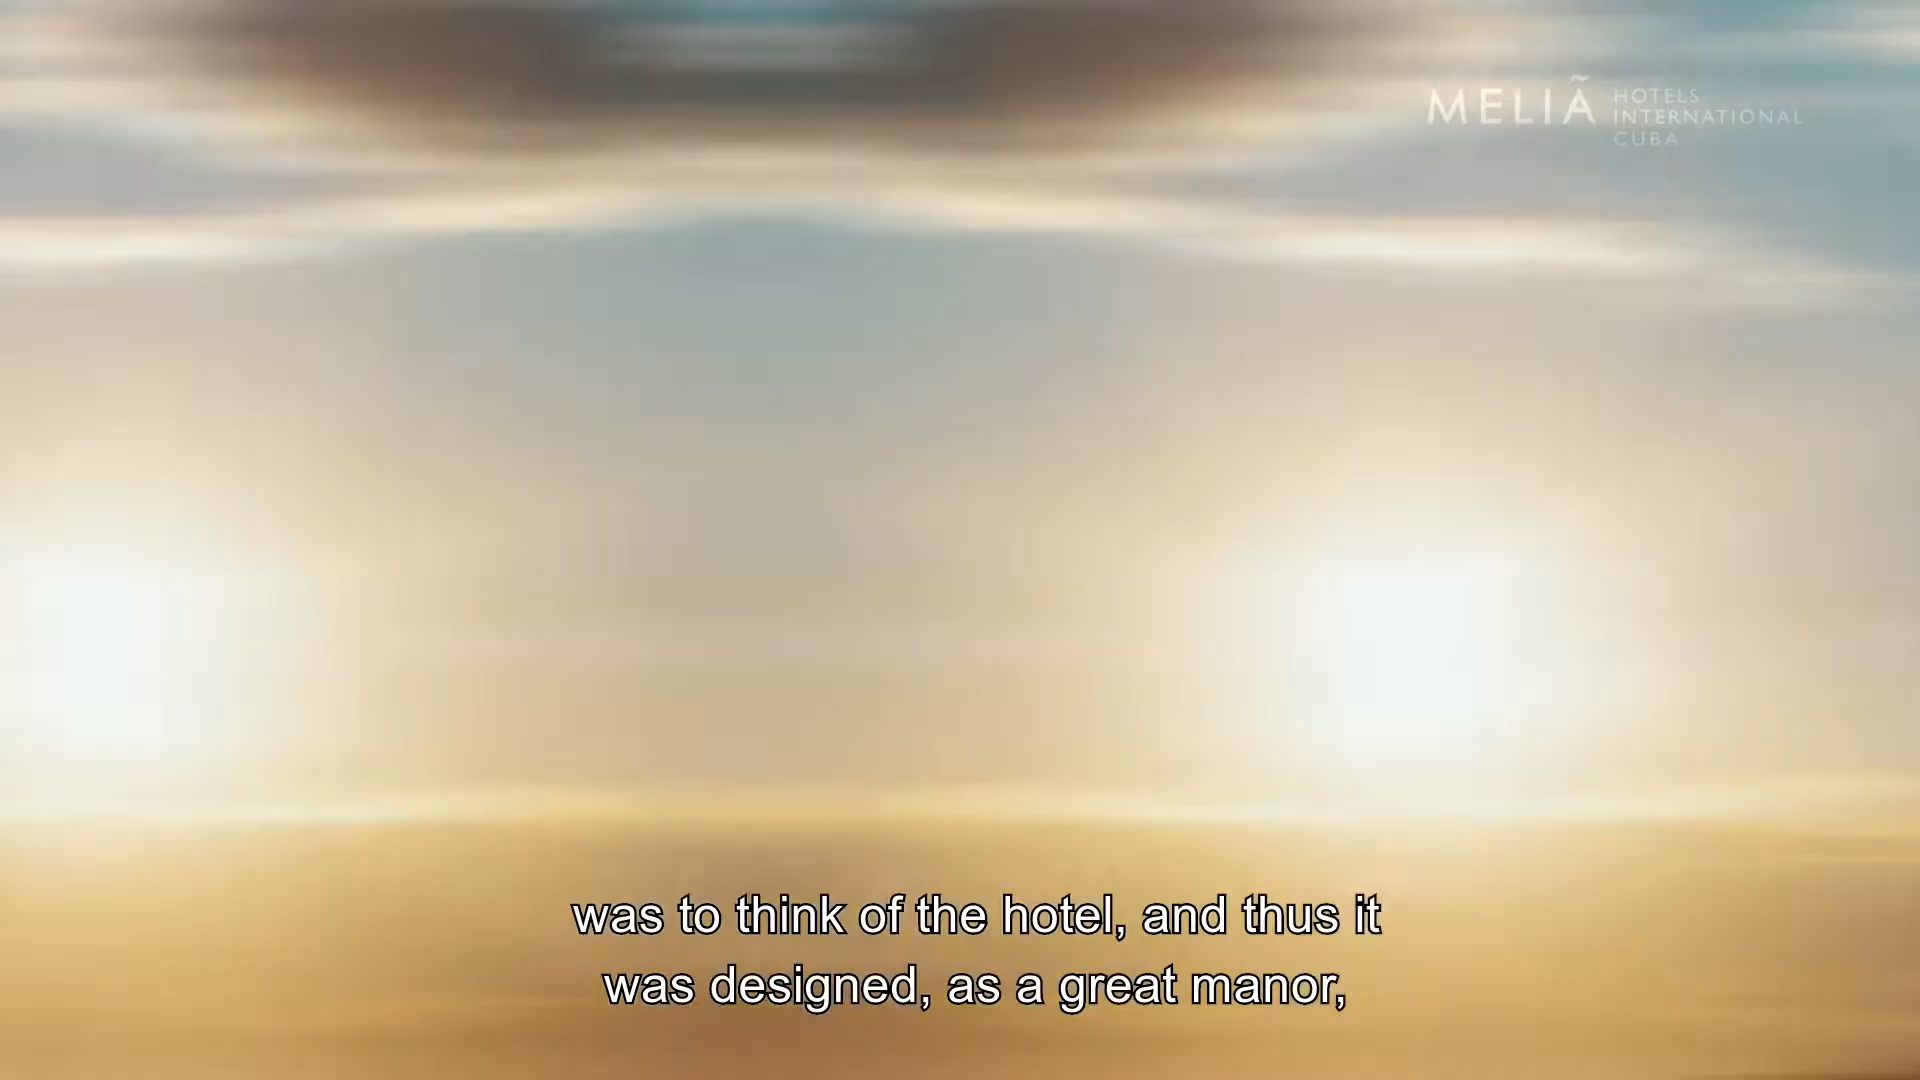 MELIÃ HOTELS
INTERNATIONAL
CUBA
was to think of the hotel, and thus it
was designed, as a great manor,